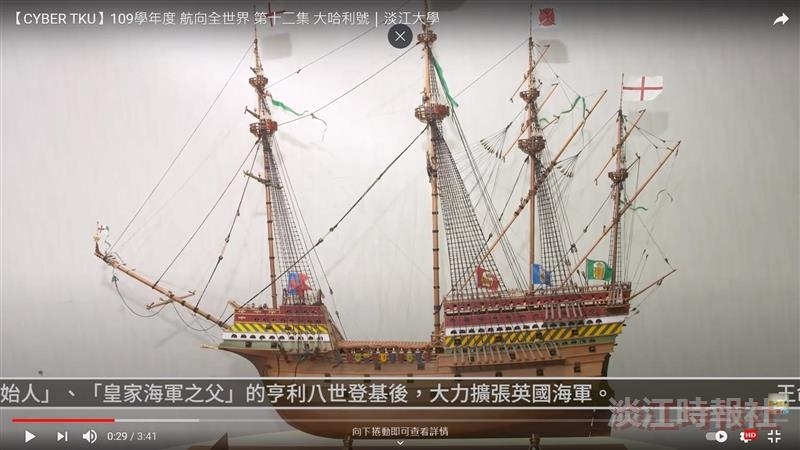 【CYBER TKU】109學年度 航向全世界 第十二集 大哈利號｜淡江大學
始人」、「皇家海軍之父」的亨利八世登基後，大力擴張英國海軍。
淡江時報社
0:29 / 3:41
向下捲動即可查看詳情
HD